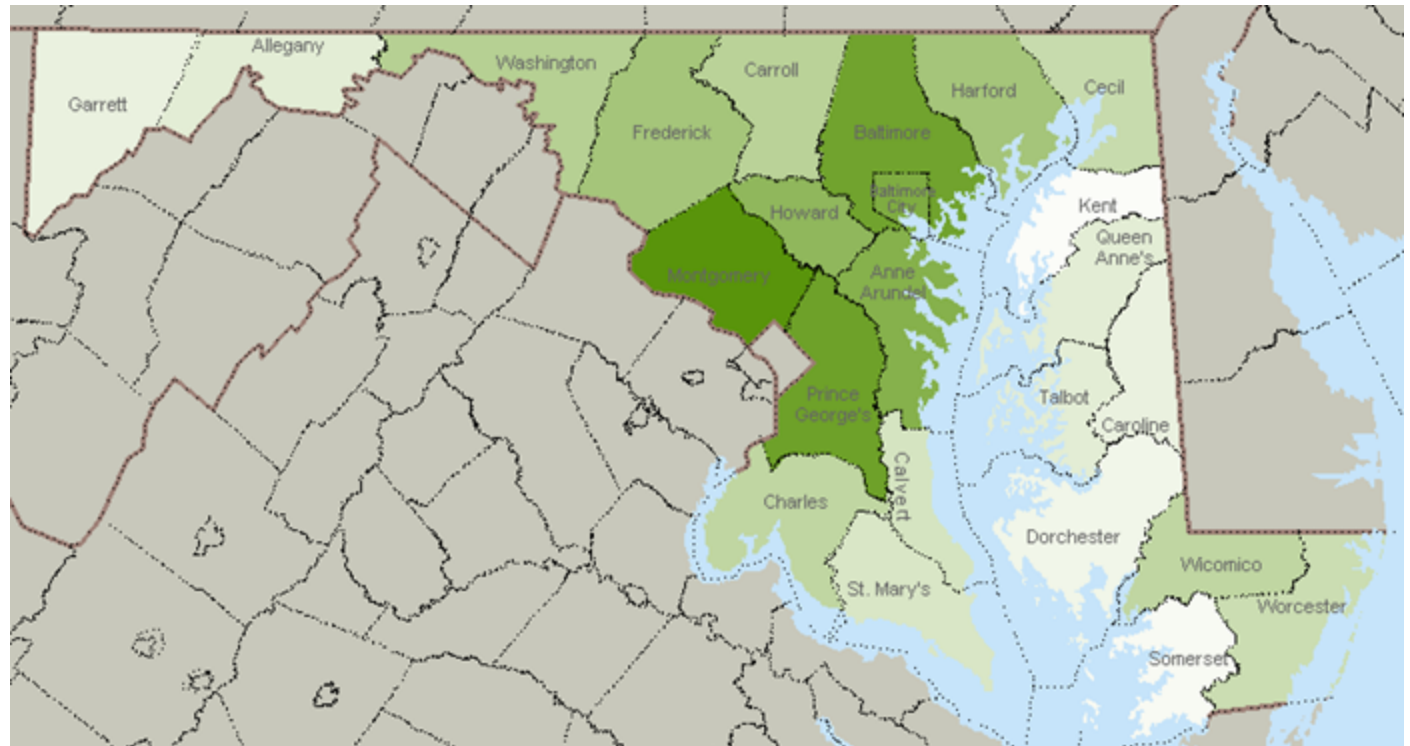 Allegany
Garrett
Washington
Frederick
Carroll
Baltimore
Harford
Cecil
Baltimore
City
Howard
Montgomery
Anne
Arundel
Kent
Queen
Anne's
Prince
George's
Talbot
Caroline
Calvert
Charles
St. Mary's
Dorchester
Wicomico
Worcester
Somerset